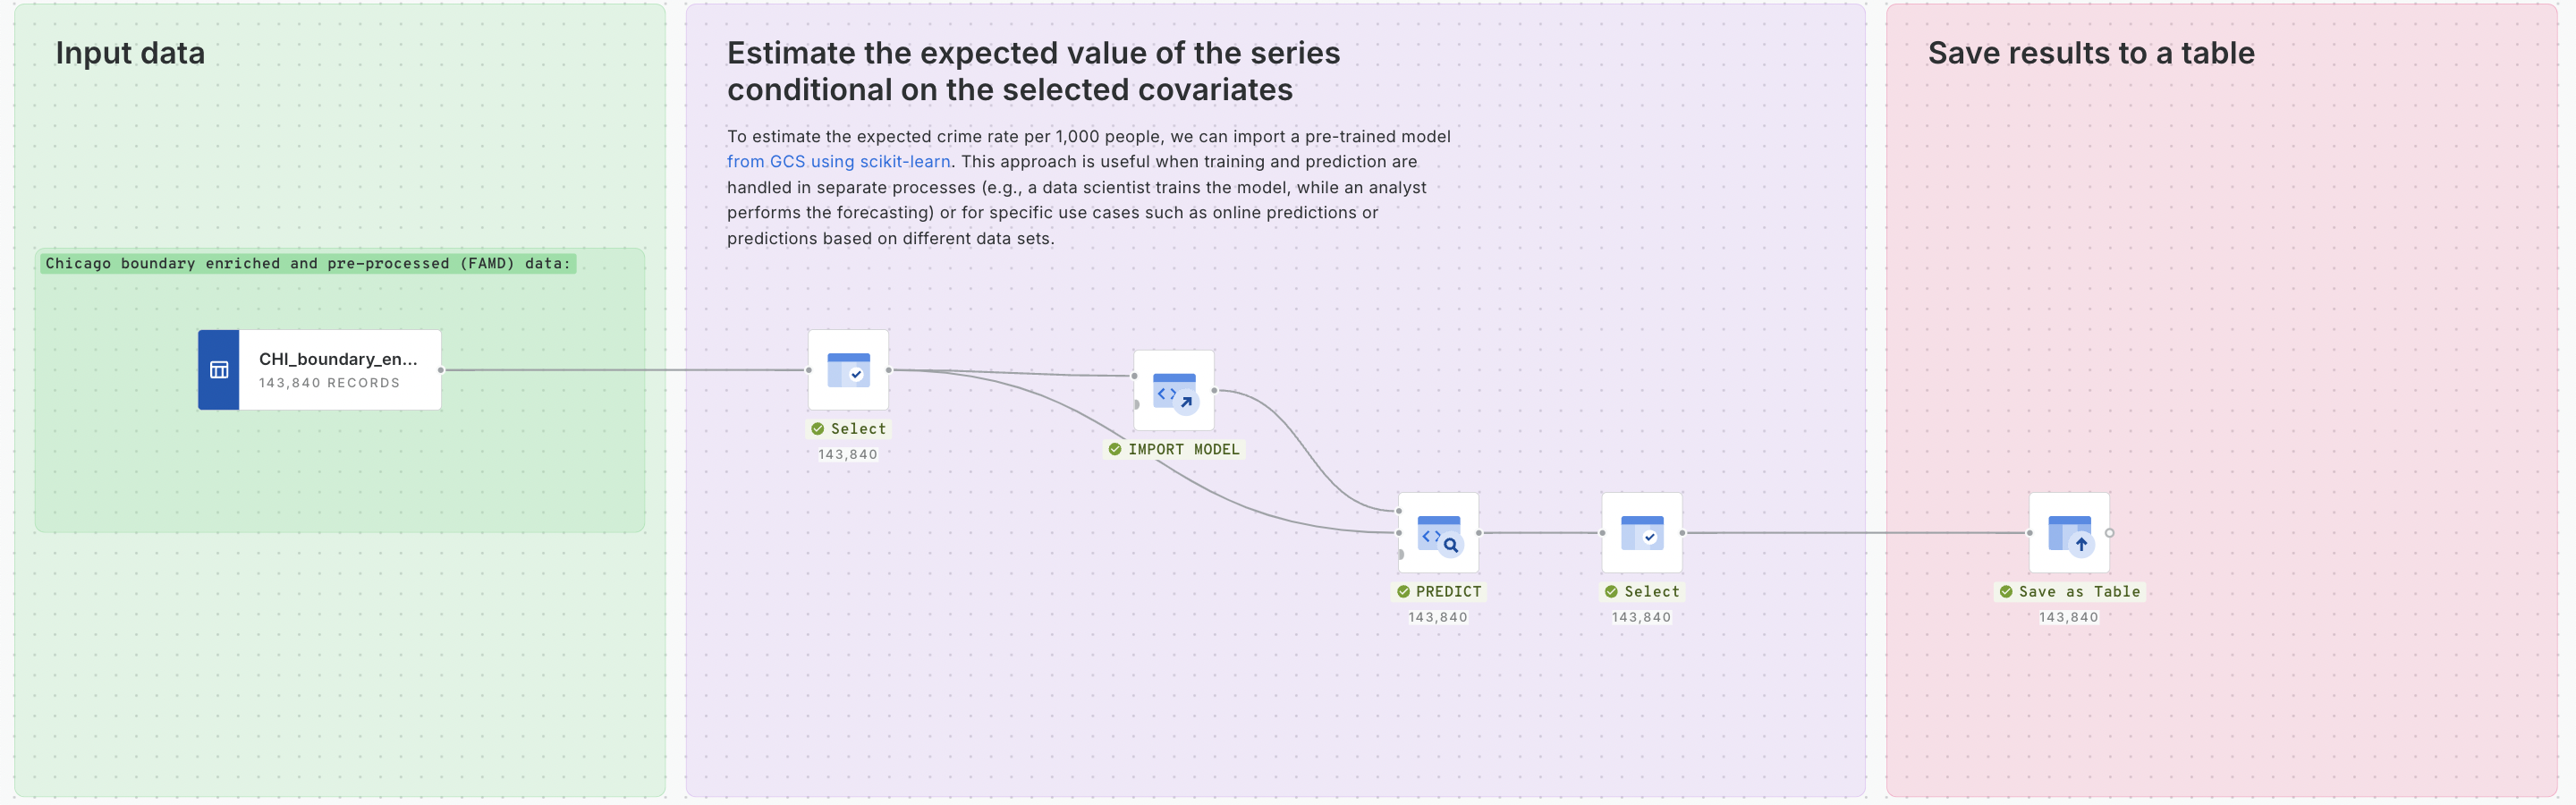 Input data
Chicago boundary enriched and pre-processed (FAMD) data:
CHI_boundary_en...
143,840 RECORDS
Estimate the expected value of the series
conditional on the selected covariates
To estimate the expected crime rate per 1,000 people, we can import a pre-trained model
from GCS using scikit-learn. This approach is useful when training and prediction are
handled in separate processes (e.g., a data scientist trains the model, while an analyst
performs the forecasting) or for specific use cases such as online predictions or
predictions based on different data sets.
Select
143,840
IMPORT MODEL
PREDICT
143,840
Select
143,840
Save results to a table
Save as Table
143,840